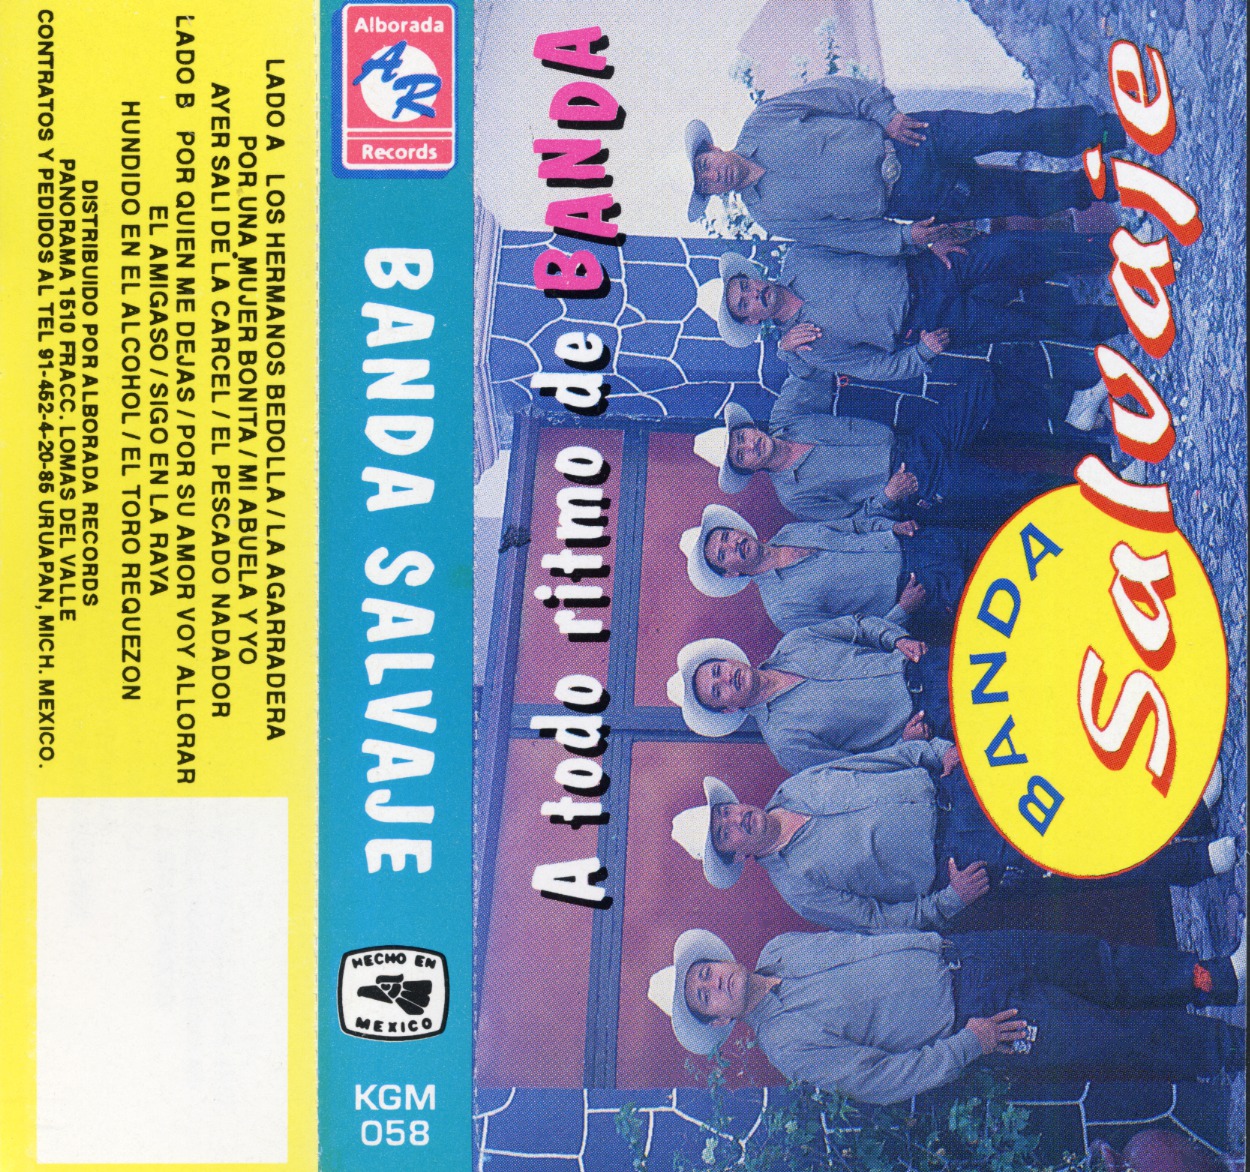 A todo ritmo de BANDA
BANDA
Salvaje
Alborada
AR
Records
BANDA SALVAJE
HECHO EN
MEXICO
KGM
058
LADO A LOS HERMANOS BEDOLLA / LA AGARRADERA
POR UNA MUJER BONITA / MI ABUELA Y YO
AYER SALI DE LA CARCEL / EL PESCADO NADADOR
LADO B POR QUIEN ME DEJAS / POR SU AMOR VOY ALLORAR
EL AMIGASO / SIGO EN LA RAYA
HUNDIDO EN EL ALCOHOL / EL TORO REQUEZON
DISTRIBUIDO POR ALBORADA RECORDS
PANORAMA 1510 FRACC. LOMAS DEL VALLE
CONTRATOS Y PEDIDOS AL TEL 91-452-4-20-85 URUAPAN, MICH. MEXICO.